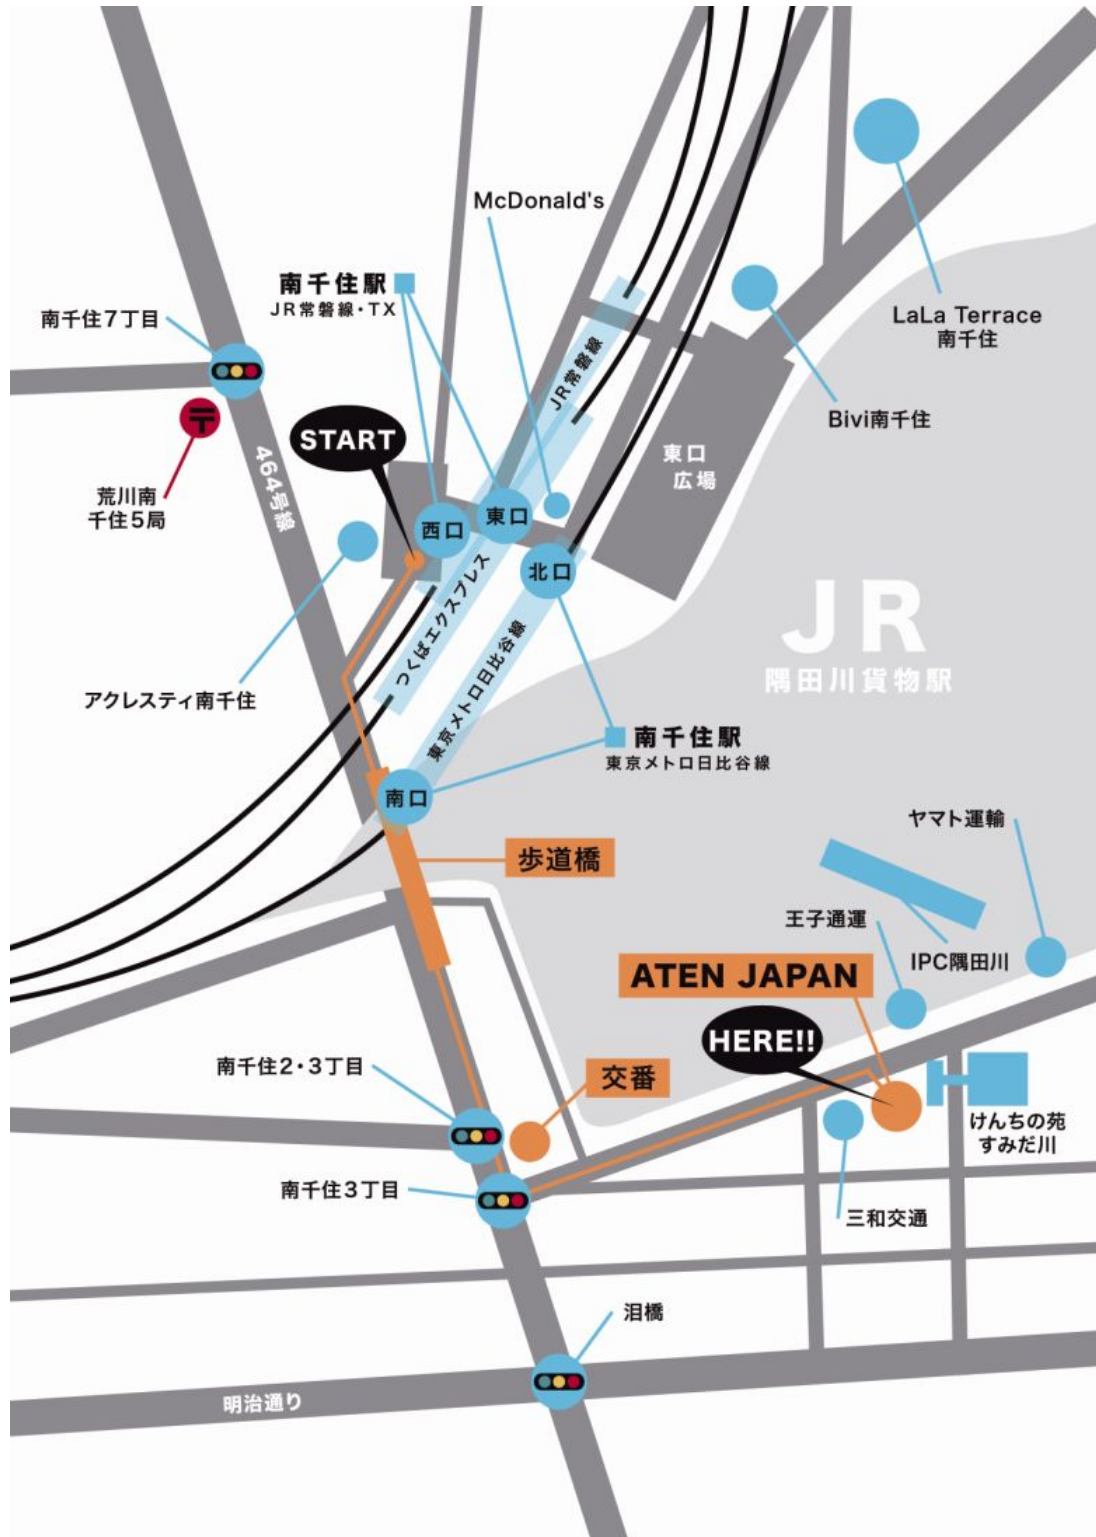 McDonald's
南千住駅
JR常磐線・TX
南千住7丁目
LaLa Terrace
南千住
JR常磐線
Bivi南千住
START
464号線
東口
広場
荒川南
千住5局
西口
東口
北口
つくばエクスプレス
JR
隅田川貨物駅
東京メトロ日比谷線
アクレスティ南千住
南千住駅
東京メトロ日比谷線
南口
ヤマト運輸
歩道橋
王子通運
IPC隅田川
ATEN JAPAN
HERE!!
南千住2・3丁目
交番
けんちの苑
すみだ川
南千住3丁目
三和交通
泪橋
明治通り